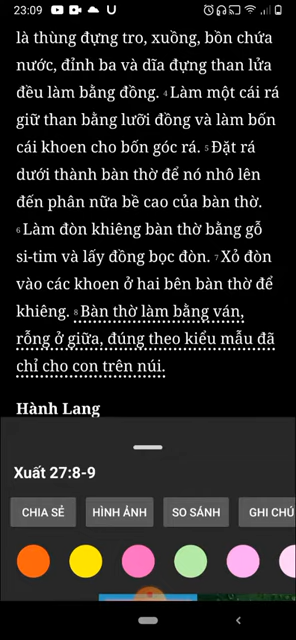 23:09
là thùng đựng tro, xuồng, bồn chứa
nước, đỉnh ba và dĩa đựng than lửa
đều làm bằng đồng. 4 Làm một cái rá
giữ than bằng lưỡi đồng và làm bốn
cái khoen cho bốn góc rá. 5 Đặt rá
dưới thành bàn thờ để nó nhô lên
đến phân nữa bề cao của bàn thờ.
6 Làm đòn khiêng bàn thờ bằng gỗ
si-tim và lấy đồng bọc đòn. 7 Xỏ đòn
vào các khoen ở hai bên bàn thờ để
khiêng. 8 Bàn thờ làm bằng ván,
rỗng ở giữa, đúng theo kiểu mẫu đã
chỉ cho con trên núi.
Hành Lang
Xuất 27:8-9
CHIA SẺ HÌNH ẢNH SO SÁNH GHI CHÚ